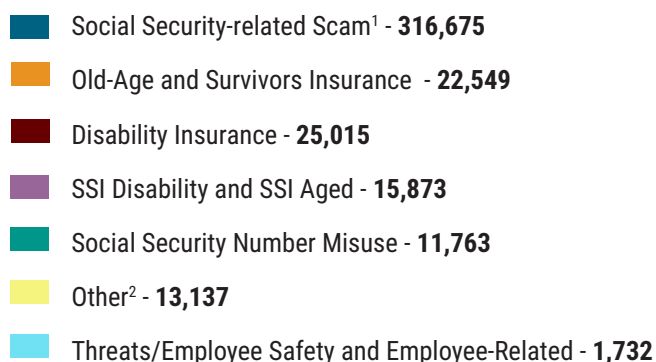 Social Security-related Scam¹ - 316,675
Old-Age and Survivors Insurance - 22,549
Disability Insurance - 25,015
SSI Disability and SSI Aged - 15,873
Social Security Number Misuse - 11,763
Other² - 13,137
Threats/Employee Safety and Employee-Related - 1,732